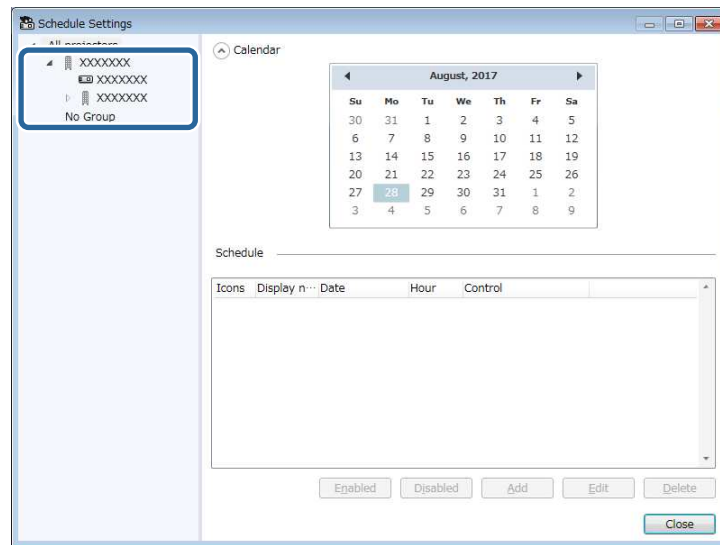 Schedule Settings
All projectors
XXXXXXX
XXXXXXX
XXXXXXX
No Group
Calendar
August, 2017
Su Mo Tu We Th Fr Sa
30 31 1 2 3 4 5
6 7 8 9 10 11 12
13 14 15 16 17 18 19
20 21 22 23 24 25 26
27 28 29 30 31 1 2
3 4 5 6 7 8 9
Schedule
Icons Display n··· Date Hour Control
Enabled Disabled Add Edit Delete
Close